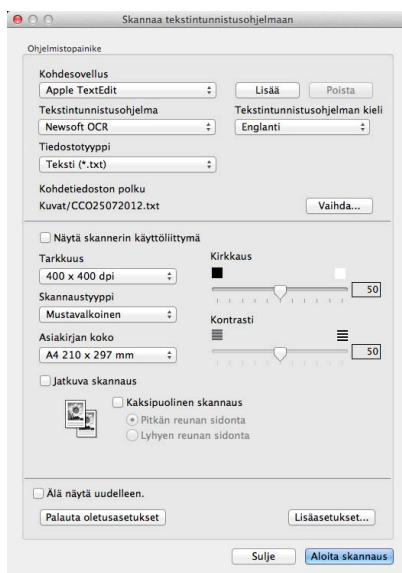 Skannaa tekstintunnistusohjelmaan
Ohjelmistopainike
Kohdesovellus
Apple TextEdit
Lisää
Poista
Tekstintunnistusohjelma
Tekstintunnistusohjelman kieli
Newsoft OCR
Englanti
Tiedostotyyppi
Teksti (*.txt)
Kohdetiedoston polku
Kuvat/CCO25072012.txt
Vaihda...
Näytä skannerin käyttöliittymä
Tarkkuus
Kirkkaus
400 x 400 dpi
50
Skannaustyyppi
Mustavalkoinen
Kontrasti
Asiakirjan koko
A4 210 x 297 mm
50
Jatkuva skannaus
Kaksipuolinen skannaus
Pitkän reunan sidonta
Lyhyen reunan sidonta
Älä näytä uudelleen.
Palauta oletusasetukset
Lisäasetukset...
Sulje
Aloita skannaus